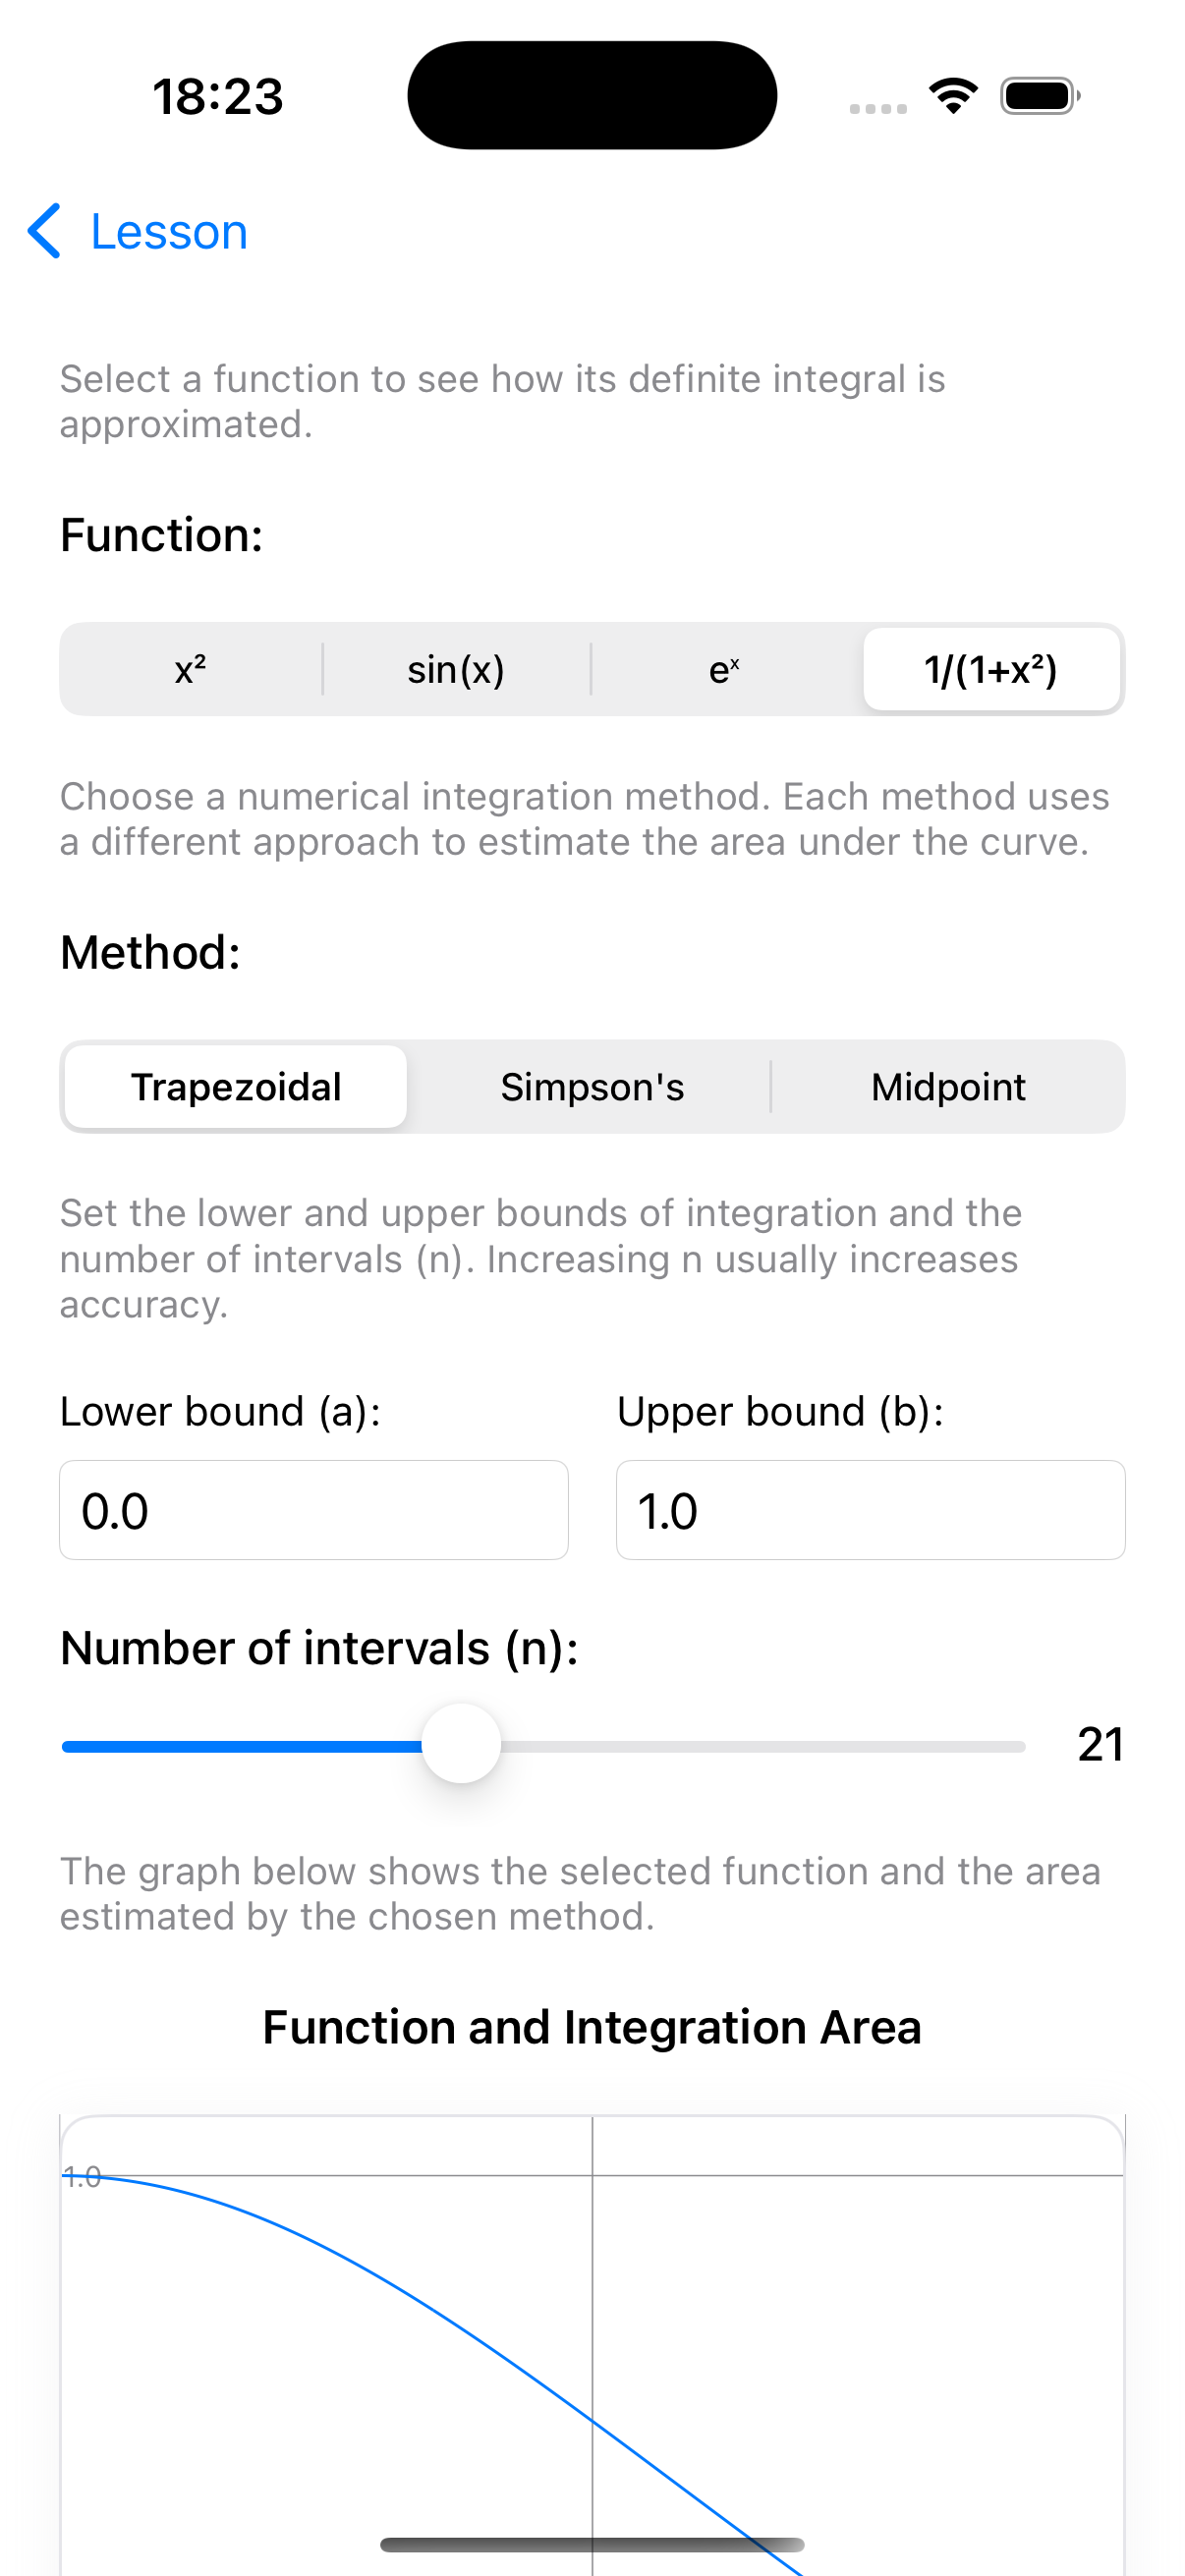 18:23
Lesson
Select a function to see how its definite integral is
approximated.
Function:
x² sin(x) eˣ 1/(1+x²)
Choose a numerical integration method. Each method uses
a different approach to estimate the area under the curve.
Method:
Trapezoidal Simpson's Midpoint
Set the lower and upper bounds of integration and the
number of intervals (n). Increasing n usually increases
accuracy.
Lower bound (a): Upper bound (b):
0.0 1.0
Number of intervals (n):
21
The graph below shows the selected function and the area
estimated by the chosen method.
Function and Integration Area
1.0